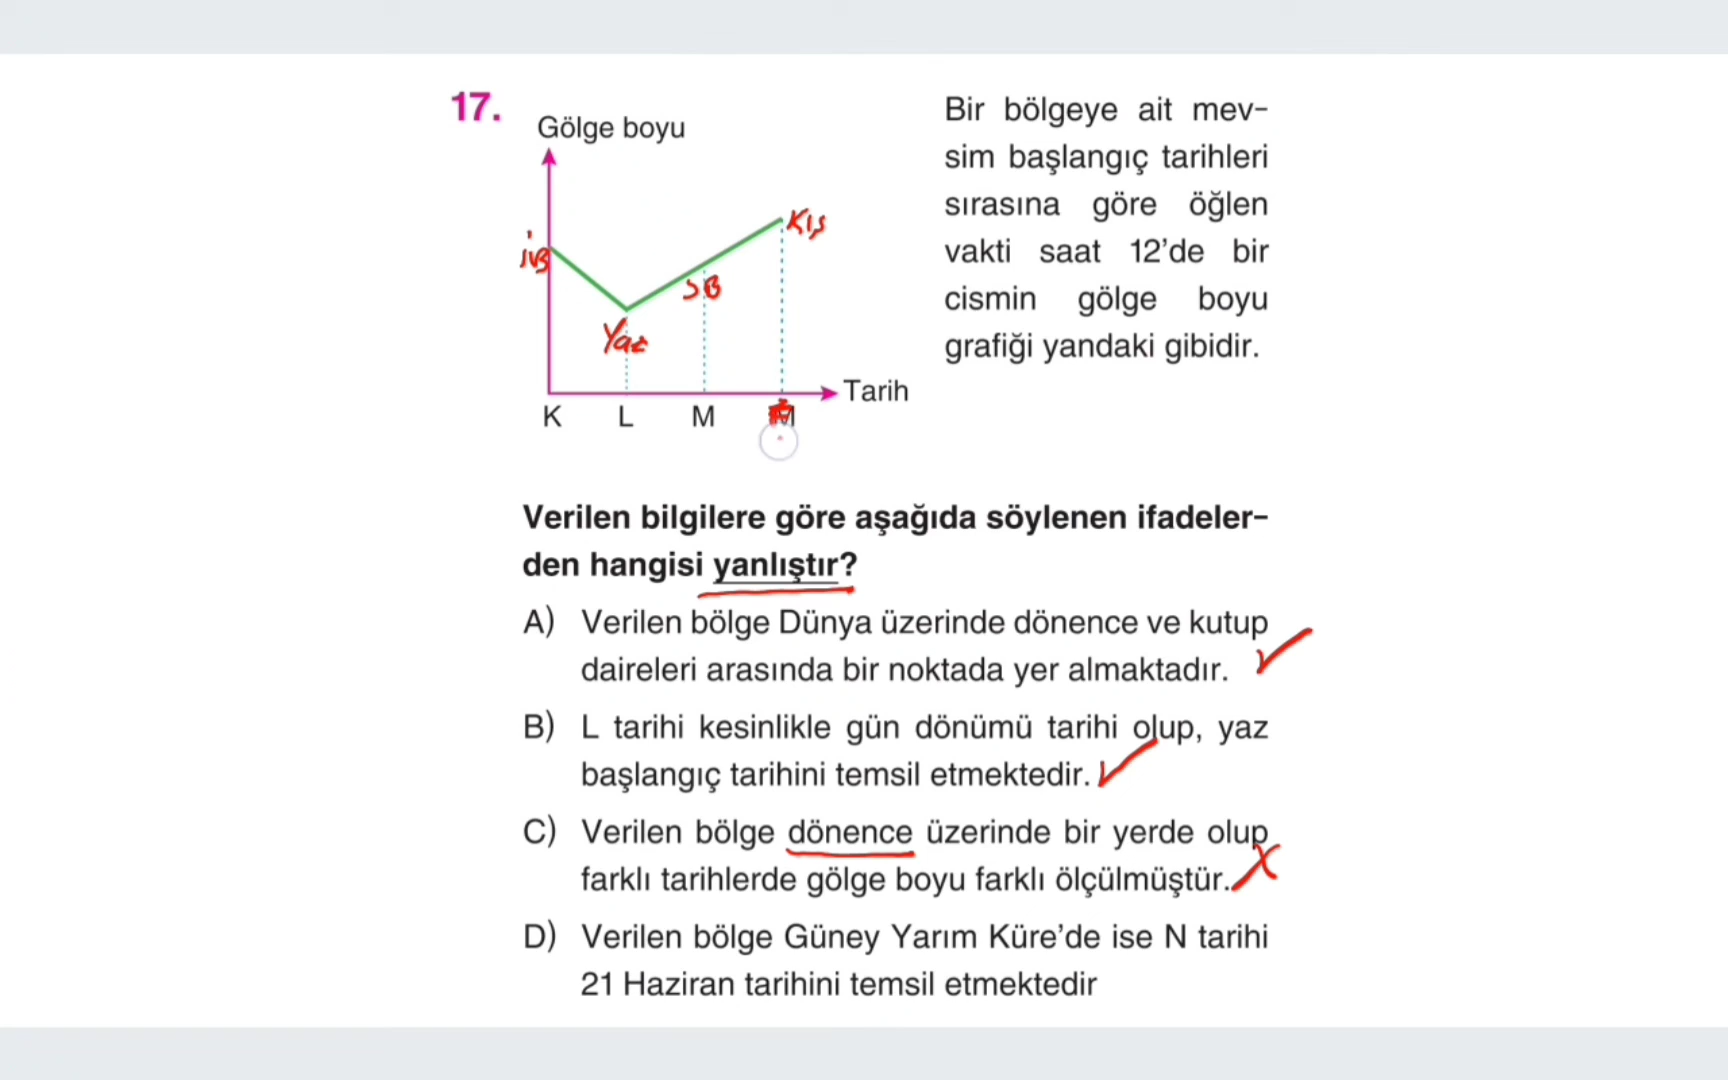 17.
Gölge boyu
İB
Yaz
SB
Kış
Tarih
K L M
Bir bölgeye ait mev-
sim başlangıç tarihleri
sırasına göre öğlen
vakti saat 12'de bir
cismin gölge boyu
grafiği yandaki gibidir.
Verilen bilgilere göre aşağıda söylenen ifadeler-
den hangisi yanlıştır?
A) Verilen bölge Dünya üzerinde dönence ve kutup
daireleri arasında bir noktada yer almaktadır.
B) L tarihi kesinlikle gün dönümü tarihi olup, yaz
başlangıç tarihini temsil etmektedir.
C) Verilen bölge dönence üzerinde bir yerde olup
farklı tarihlerde gölge boyu farklı ölçülmüştür.
D) Verilen bölge Güney Yarım Küre'de ise N tarihi
21 Haziran tarihini temsil etmektedir